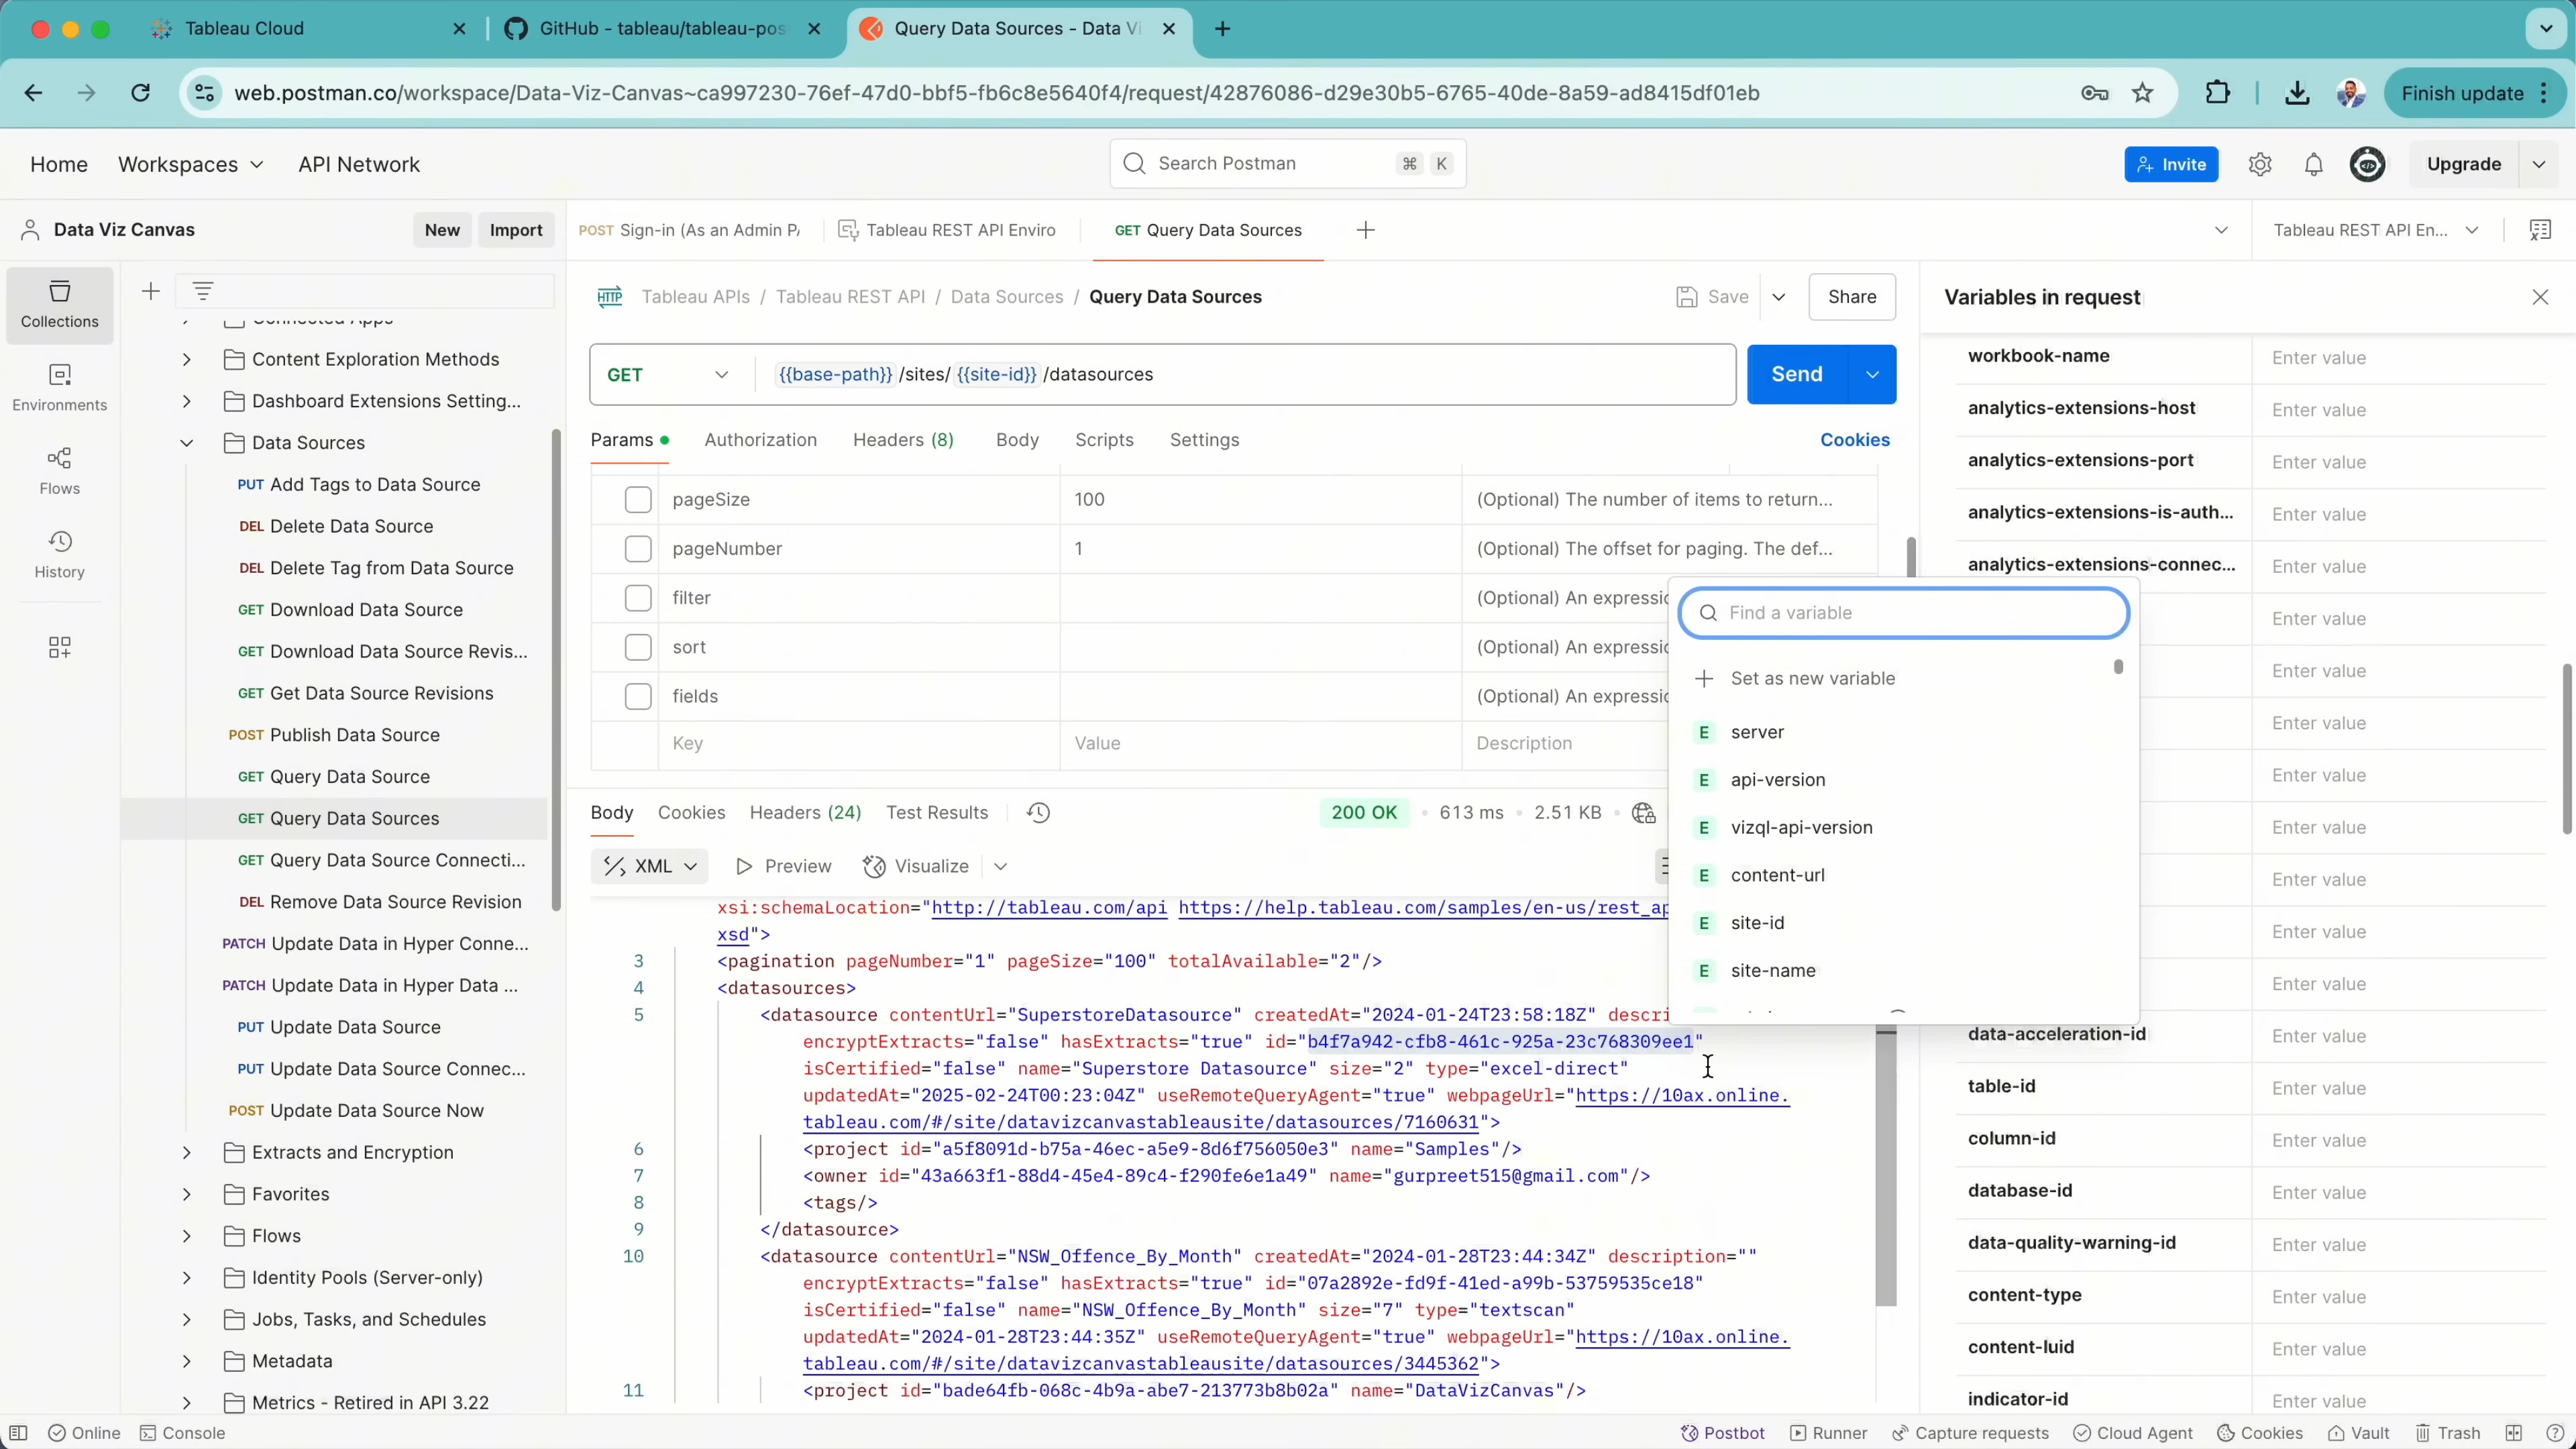 Tableau Cloud
GitHub - tableau/tableau-pos
Query Data Sources - Data Vi
web.postman.co/workspace/Data-Viz-Canvas~ca997230-76ef-47d0-bbf5-fb6c8e5640f4/request/42876086-d29e30b5-6765-40de-8a59-ad8415df01eb
Finish update
Home
Workspaces
API Network
Search Postman
⌘ K
Invite
Upgrade
Data Viz Canvas
New
Import
POST Sign-in (As an Admin PA
Tableau REST API Enviro
GET Query Data Sources
Tableau REST API En...
Collections
Environments
Flows
History
Connected Apps
Content Exploration Methods
Dashboard Extensions Setting...
Data Sources
PUT Add Tags to Data Source
DEL Delete Data Source
DEL Delete Tag from Data Source
GET Download Data Source
GET Download Data Source Revis...
GET Get Data Source Revisions
POST Publish Data Source
GET Query Data Source
GET Query Data Sources
GET Query Data Source Connecti...
DEL Remove Data Source Revision
PATCH Update Data in Hyper Conne...
PATCH Update Data in Hyper Data ...
PUT Update Data Source
PUT Update Data Source Connec...
POST Update Data Source Now
Extracts and Encryption
Favorites
Flows
Identity Pools (Server-only)
Jobs, Tasks, and Schedules
Metadata
Metrics - Retired in API 3.22
HTTP Tableau APIs / Tableau REST API / Data Sources / Query Data Sources
Save
Share
GET
{{base-path}}/sites/{{site-id}}/datasources
Send
Params
Authorization
Headers (8)
Body
Scripts
Settings
Cookies
pageSize 100 (Optional) The number of items to return...
pageNumber 1 (Optional) The offset for paging. The def...
filter (Optional) An expressio
sort (Optional) An expressio
fields (Optional) An expressio
Key Value Description
Body
Cookies
Headers (24)
Test Results
200 OK • 613 ms • 2.51 KB
XML
Preview
Visualize
xsi:schemaLocation="http://tableau.com/api https://help.tableau.com/samples/en-us/rest_ap
xsd">
3 <pagination pageNumber="1" pageSize="100" totalAvailable="2"/>
4 <datasources>
5 <datasource contentUrl="SuperstoreDatasource" createdAt="2024-01-24T23:58:18Z" descri
encryptExtracts="false" hasExtracts="true" id="b4f7a942-cfb8-461c-925a-23c768309ee1"
isCertified="false" name="Superstore Datasource" size="2" type="excel-direct"
updatedAt="2025-02-24T00:23:04Z" useRemoteQueryAgent="true" webpageUrl="https://10ax.online.
tableau.com/#/site/datavizcanvastableausite/datasources/7160631">
6 <project id="a5f8091d-b75a-46ec-a5e9-8d6f756050e3" name="Samples"/>
7 <owner id="43a663f1-88d4-45e4-89c4-f290fe6e1a49" name="gurpreet515@gmail.com"/>
8 <tags/>
9 </datasource>
10 <datasource contentUrl="NSW_Offence_By_Month" createdAt="2024-01-28T23:44:34Z" description=""
encryptExtracts="false" hasExtracts="true" id="07a2892e-fd9f-41ed-a99b-53759535ce18"
isCertified="false" name="NSW_Offence_By_Month" size="7" type="textscan"
updatedAt="2024-01-28T23:44:35Z" useRemoteQueryAgent="true" webpageUrl="https://10ax.online.
tableau.com/#/site/datavizcanvastableausite/datasources/3445362">
11 <project id="bade64fb-068c-4b9a-abe7-213773b8b02a" name="DataVizCanvas"/>
Find a variable
Set as new variable
E server
E api-version
E vizql-api-version
E content-url
E site-id
E site-name
Variables in request
workbook-name Enter value
analytics-extensions-host Enter value
analytics-extensions-port Enter value
analytics-extensions-is-auth... Enter value
analytics-extensions-connec... Enter value
Enter value
Enter value
Enter value
Enter value
Enter value
Enter value
Enter value
Enter value
data-acceleration-id Enter value
table-id Enter value
column-id Enter value
database-id Enter value
data-quality-warning-id Enter value
content-type Enter value
content-luid Enter value
indicator-id Enter value
Online
Console
Postbot
Runner
Capture requests
Cloud Agent
Cookies
Vault
Trash